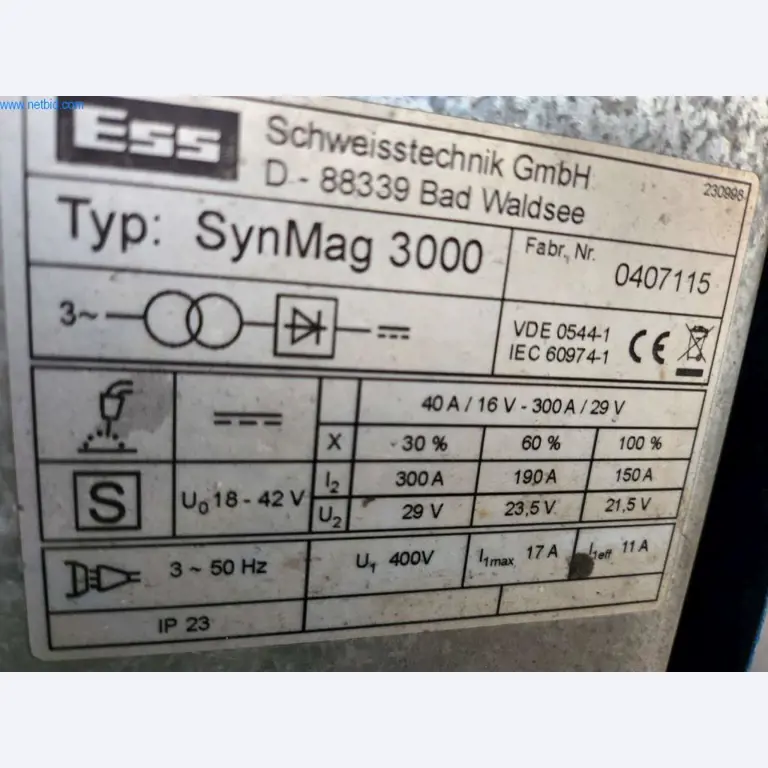 www.netbid.com
ESS
Schweisstechnik GmbH
D - 88339 Bad Waldsee
230996
Typ: SynMag 3000
Fabr. Nr.
0407115
3~
VDE 0544-1
IEC 60974-1
CE
40 A / 16 V - 300 A / 29 V
X 30 % 60 % 100 %
S
U₀ 18 - 42 V
I₂ 300 A 190 A 150 A
U₂ 29 V 23,5 V 21,5 V
3 ~ 50 Hz
U₁ 400V
I₁max 17 A
I₁eff 11 A
IP 23